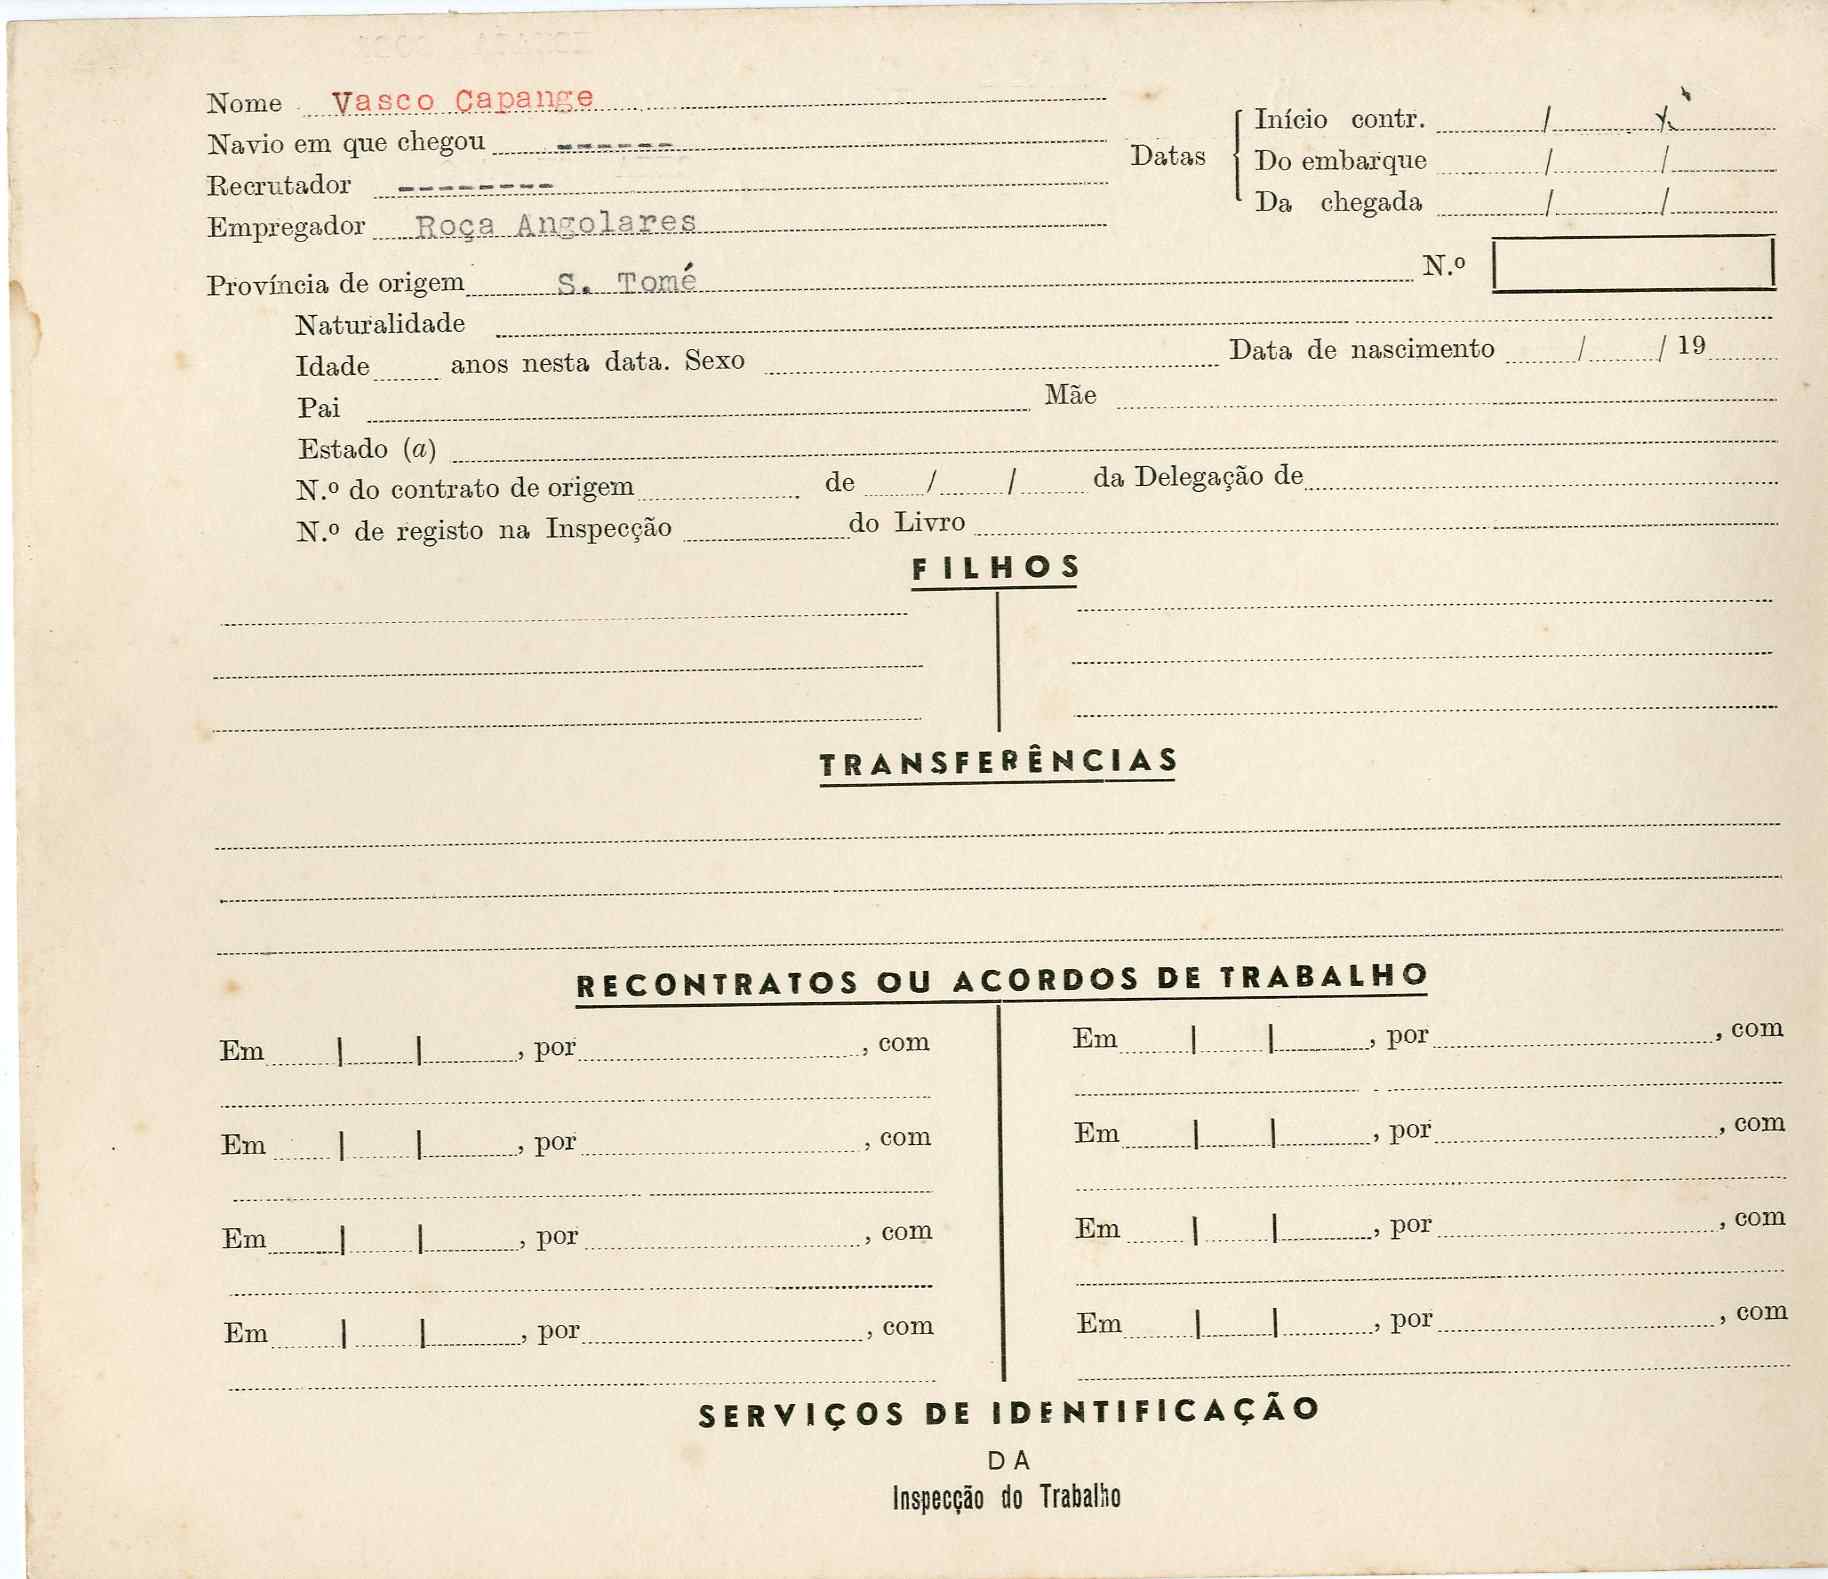 Nome Vasco Capange
Navio em que chegou ------
Recrutador --------
Empregador Roça Angolares
Datas
Início contr. / /
Do embarque / /
Da chegada / /
Província de origem S. Tomé N.º
Naturalidade
Idade anos nesta data. Sexo Data de nascimento / / 19
Pai Mãe
Estado (a)
N.º do contrato de origem de / / da Delegação de
N.º de registo na Inspecção do Livro
FILHOS
TRANSFERÊNCIAS
RECONTRATOS OU ACORDOS DE TRABALHO
Em | | , por , com
Em | | , por , com
Em | | , por , com
Em | | , por , com
Em | | , por , com
Em | | , por , com
Em | | , por , com
Em | | , por , com
SERVIÇOS DE IDENTIFICAÇÃO
DA
Inspecção do Trabalho